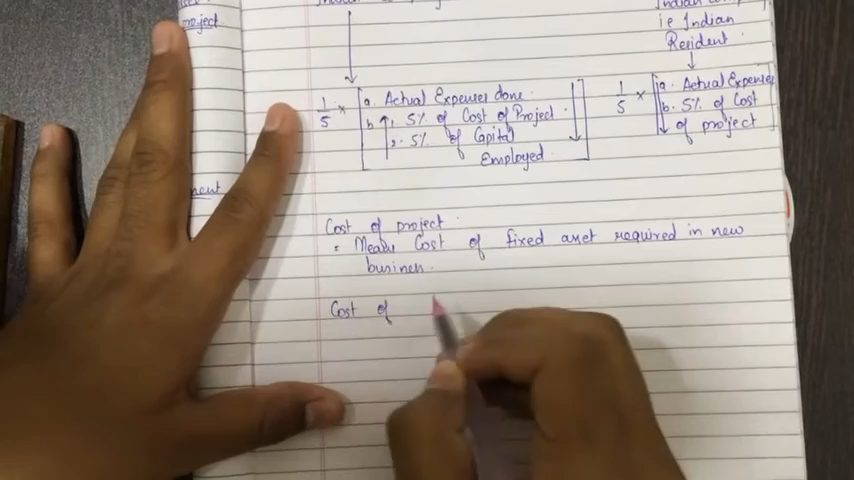 project
ie Indian
Resident.
1/5 × [a. Actual Expenses done.
b 1. 5% of Cost of Project.
2. 5% of Capital
Employed]
1/5 × [a. Actual Expenses
b. 5% of Cost
of project]
Cost of project.
= Means Cost of fixed asset required in new
business.
Cost of